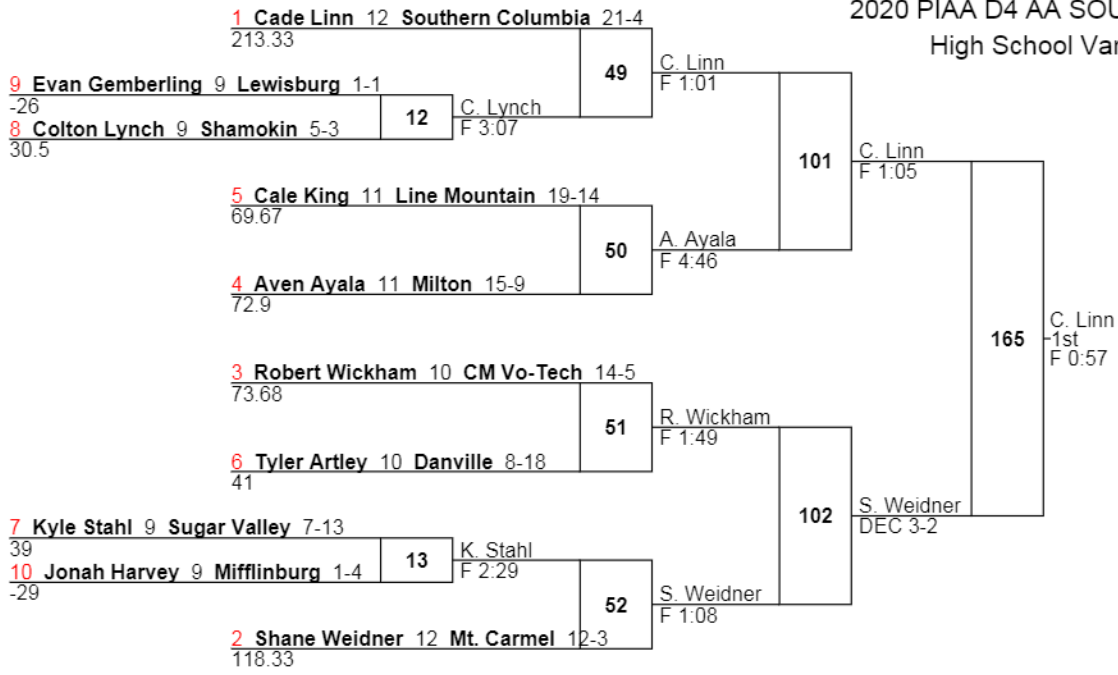 2020 PIAA D4 AA SOU
High School Var
1 Cade Linn 12 Southern Columbia 21-4
213.33
49
C. Linn
F 1:01
9 Evan Gemberling 9 Lewisburg 1-1
-26
12
C. Lynch
F 3:07
8 Colton Lynch 9 Shamokin 5-3
30.5
101
C. Linn
F 1:05
5 Cale King 11 Line Mountain 19-14
69.67
50
A. Ayala
F 4:46
4 Aven Ayala 11 Milton 15-9
72.9
165
C. Linn
1st
F 0:57
3 Robert Wickham 10 CM Vo-Tech 14-5
73.68
51
R. Wickham
F 1:49
6 Tyler Artley 10 Danville 8-18
41
102
S. Weidner
DEC 3-2
7 Kyle Stahl 9 Sugar Valley 7-13
39
13
K. Stahl
F 2:29
10 Jonah Harvey 9 Mifflinburg 1-4
-29
52
S. Weidner
F 1:08
2 Shane Weidner 12 Mt. Carmel 12-3
118.33